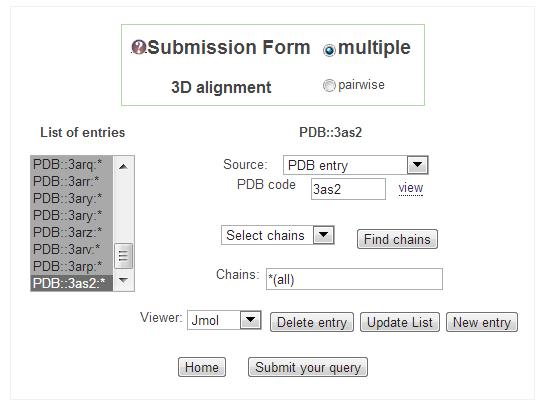 ?Submission Form multiple
3D alignment pairwise
List of entries PDB::3as2
PDB::3arq:*
PDB::3arr:*
PDB::3ary:*
PDB::3ary:*
PDB::3arz:*
PDB::3arv:*
PDB::3arp:*
PDB::3as2:*
Source: PDB entry
PDB code 3as2 view
Select chains Find chains
Chains: *(all)
Viewer: Jmol Delete entry Update List New entry
Home Submit your query